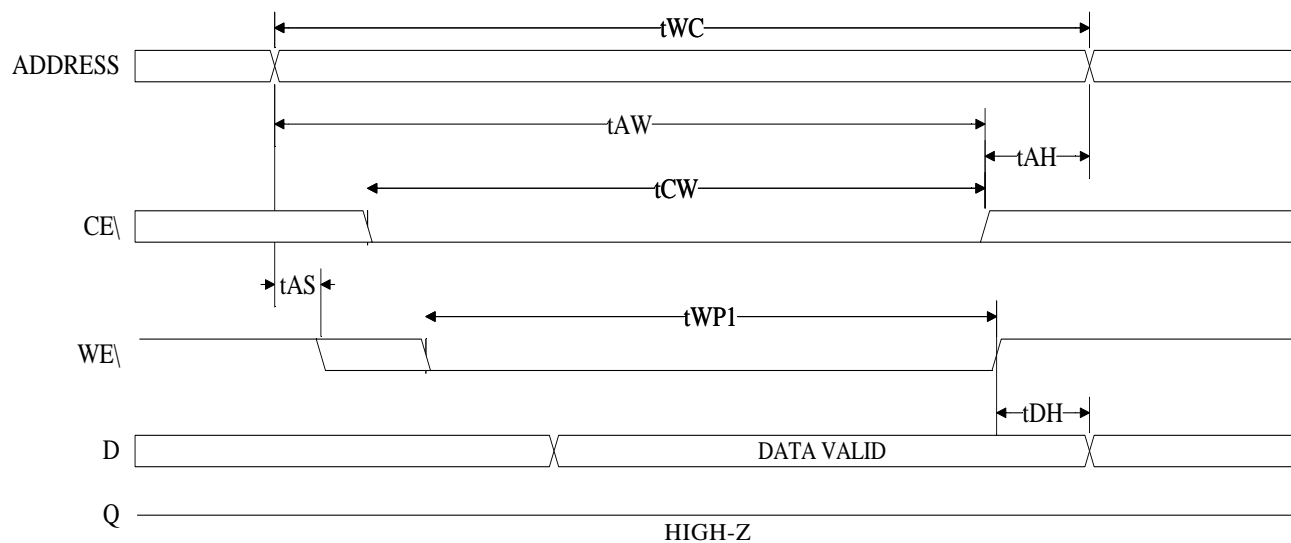 tWC
ADDRESS
tAW
tAH
tCW
CE\
tAS
tWP1
WE\
tDH
D DATA VALID
Q
HIGH-Z